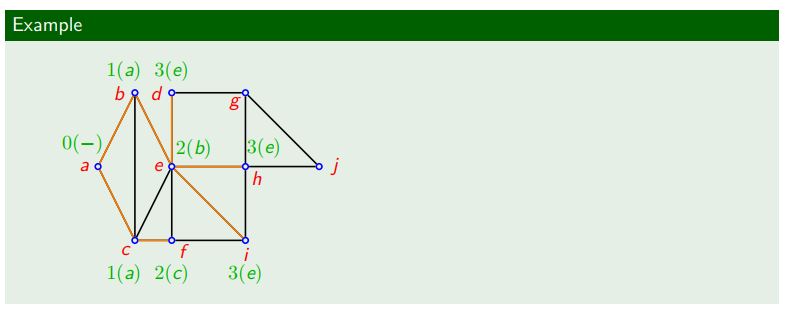 Example
1(a) 3(e)
b d g
0(−) 2(b) 3(e)
a e h j
c f i
1(a) 2(c) 3(e)